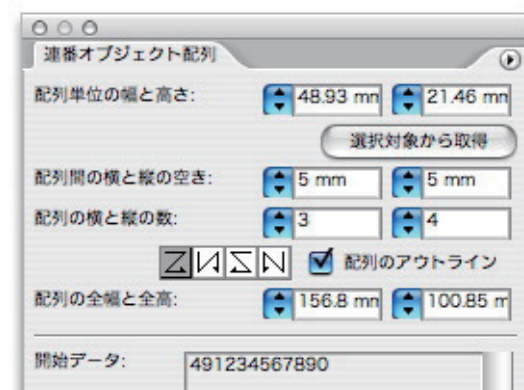 連番オブジェクト配列
配列単位の幅と高さ: 48.93 mm 21.46 mm
選択対象から取得
配列間の横と縦の空き: 5 mm 5 mm
配列の横と縦の数: 3 4
配列のアウトライン
配列の全幅と全高: 156.8 mm 100.85 m
開始データ: 491234567890